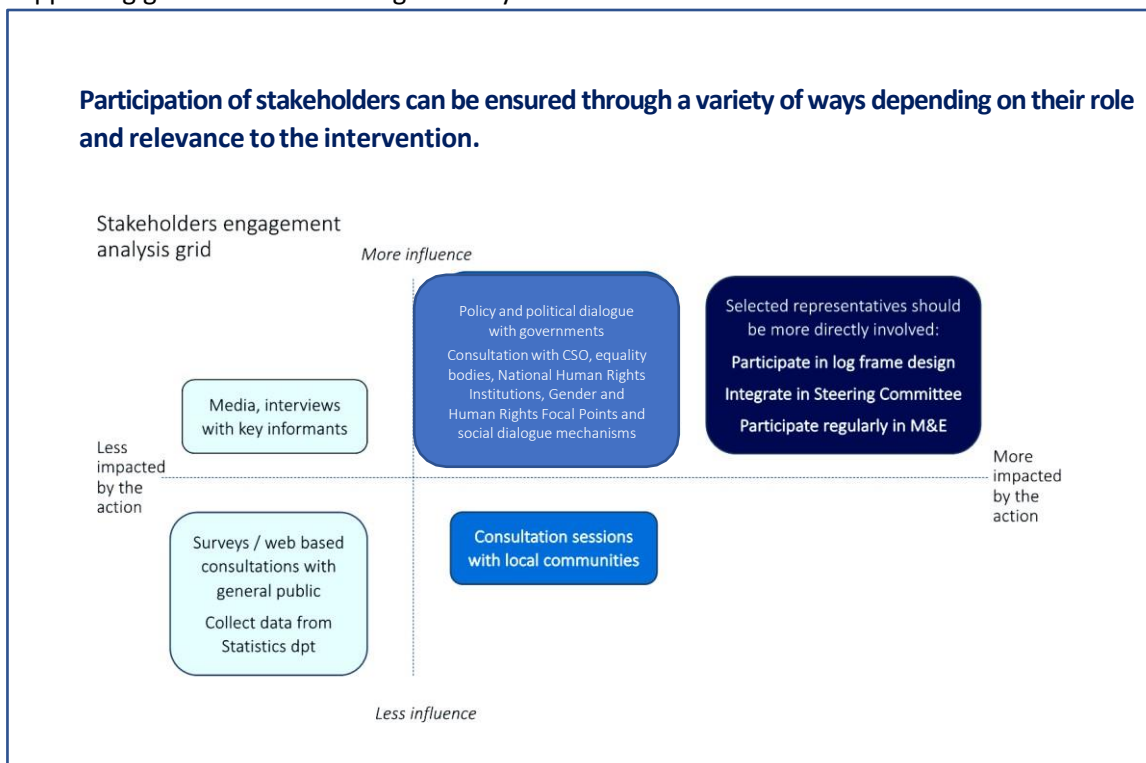 Participation of stakeholders can be ensured through a variety of ways depending on their role
and relevance to the intervention.
Stakeholders engagement
analysis grid
More influence
Policy and political dialogue
with governments
Consultation with CSO, equality
bodies, National Human Rights
Institutions, Gender and
Human Rights Focal Points and
social dialogue mechanisms
Selected representatives should
be more directly involved:
Participate in log frame design
Integrate in Steering Committee
Participate regularly in M&E
Media, interviews
with key informants
Less
impacted
by the
action
More
impacted
by the
action
Surveys / web based
consultations with
general public
Collect data from
Statistics dpt
Consultation sessions
with local communities
Less influence